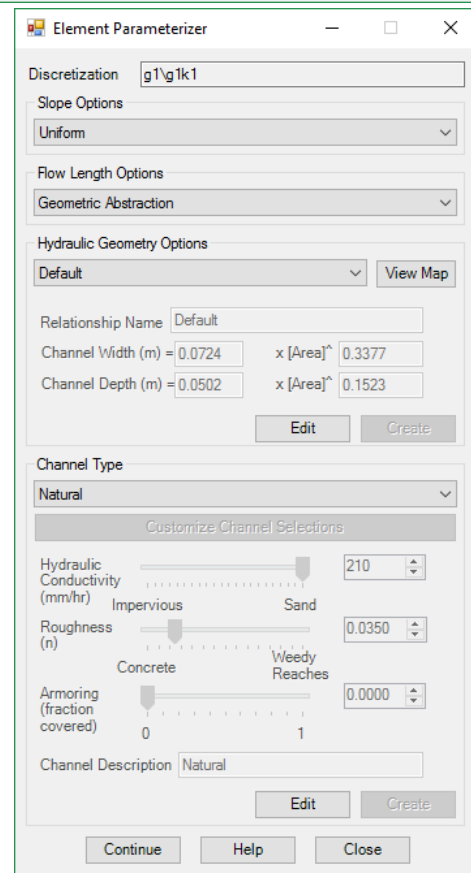 Element Parameterizer
Discretization g1\g1k1
Slope Options
Uniform
Flow Length Options
Geometric Abstraction
Hydraulic Geometry Options
Default View Map
Relationship Name Default
Channel Width (m) = 0.0724 x [Area]^ 0.3377
Channel Depth (m) = 0.0502 x [Area]^ 0.1523
Edit Create
Channel Type
Natural
Customize Channel Selections
Hydraulic
Conductivity
(mm/hr)
210
Impervious Sand
Roughness
(n)
0.0350
Concrete Weedy
Reaches
Armoring
(fraction
covered)
0.0000
0 1
Channel Description Natural
Edit Create
Continue Help Close